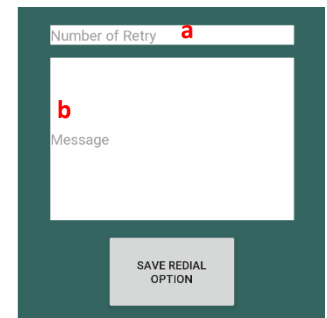 Number of Retry a
b
Message
SAVE REDIAL
OPTION